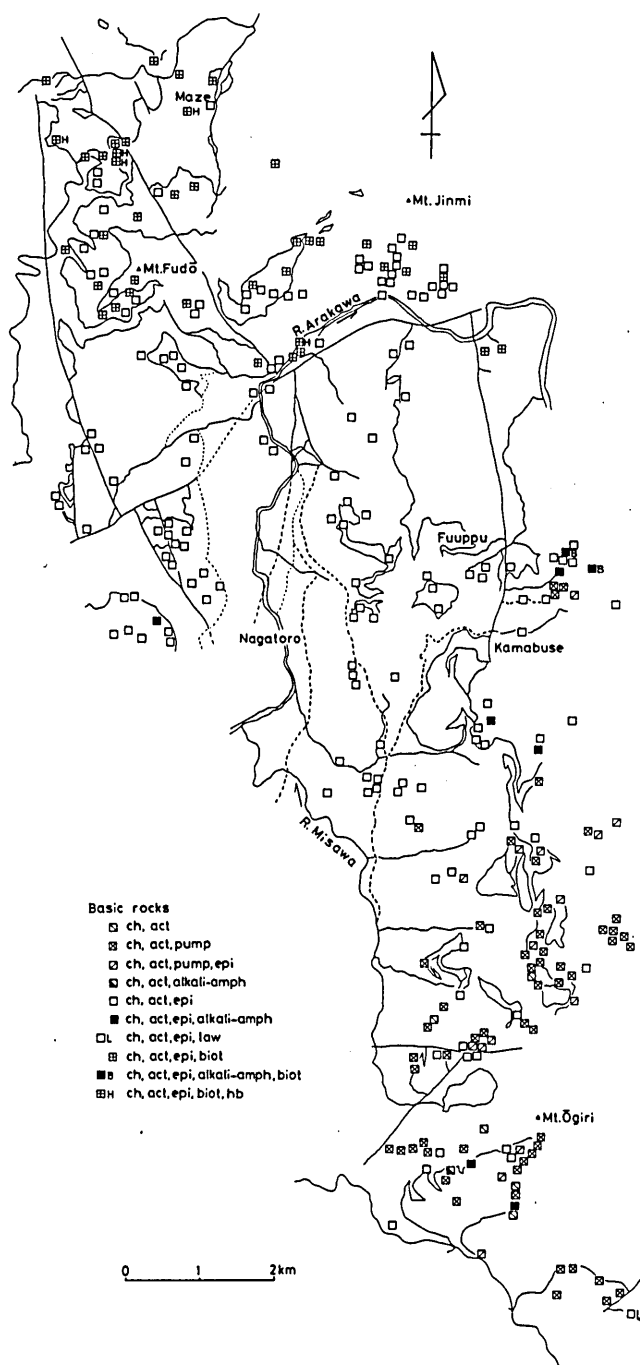 Maze
H
H
H
H
Mt. Jinmi
Mt. Fudō
R. Arakawa
H
Fuuppu
B
B
Nagatoro
Kamabuse
R. Misawa
Basic rocks
ch, act
ch, act, pump
ch, act, pump, epi
ch, act, alkali-amph
ch, act, epi
ch, act, epi, alkali-amph
L ch, act, epi, law
ch, act, epi, biot
B ch, act, epi, alkali-amph, biot
H ch, act, epi, biot, hb
Mt. Ōgiri
0 1 2 km
L